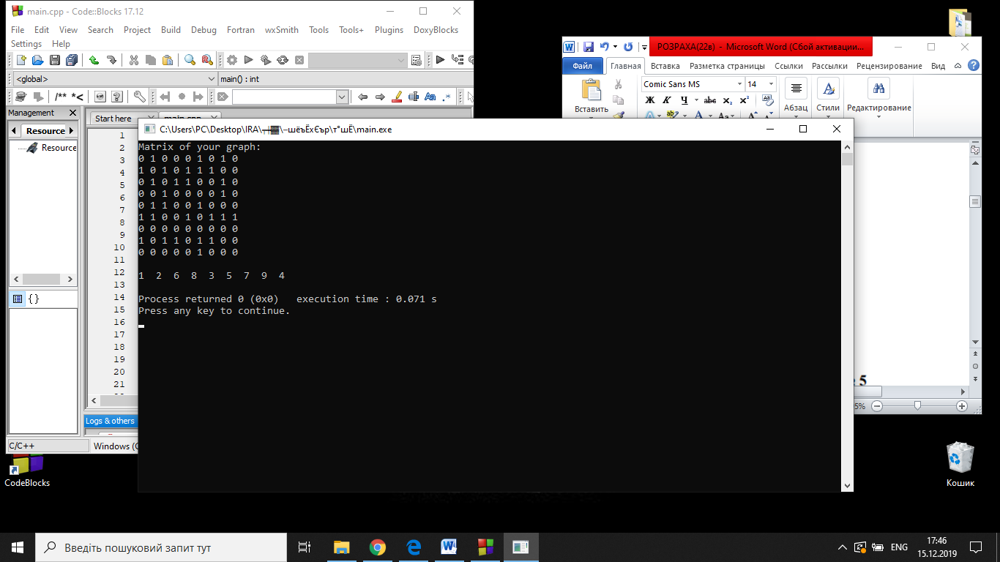 main.cpp - Code::Blocks 17.12
File Edit View Search Project Build Debug Fortran wxSmith Tools Tools+ Plugins DoxyBlocks
Settings Help
<global>
main() : int
/** *<
Management
Start here
main.cpp
Resource
Resource
1
2
3
4
5
6
7
8
9
10
11
12
13
14
15
16
17
18
19
20
21
{}
Logs & others
C/C++
Windows (C
РОЗРАХА(22в) - Microsoft Word (Сбой активации...
Файл Главная Вставка Разметка страницы Ссылки Рассылки Рецензирование Вид
Вставить
Comic Sans MS 14
Ж К Ч abc x₂ x²
Абзац
Стили
Редактирование
5
5%
C:\Users\PC\Desktop\IRA\
\main.exe
Matrix of your graph:
0 1 0 0 0 1 0 1 0
1 0 1 0 1 1 1 0 0
0 1 0 1 1 0 0 1 0
0 0 1 0 0 0 0 1 0
0 1 1 0 0 1 0 0 0
1 1 0 0 1 0 1 1 1
0 0 0 0 0 0 0 0 0
1 0 1 1 0 1 1 0 0
0 0 0 0 0 1 0 0 0
1 2 6 8 3 5 7 9 4
Process returned 0 (0x0) execution time : 0.071 s
Press any key to continue.
CodeBlocks
Кошик
Введіть пошуковий запит тут
ENG
17:46
15.12.2019